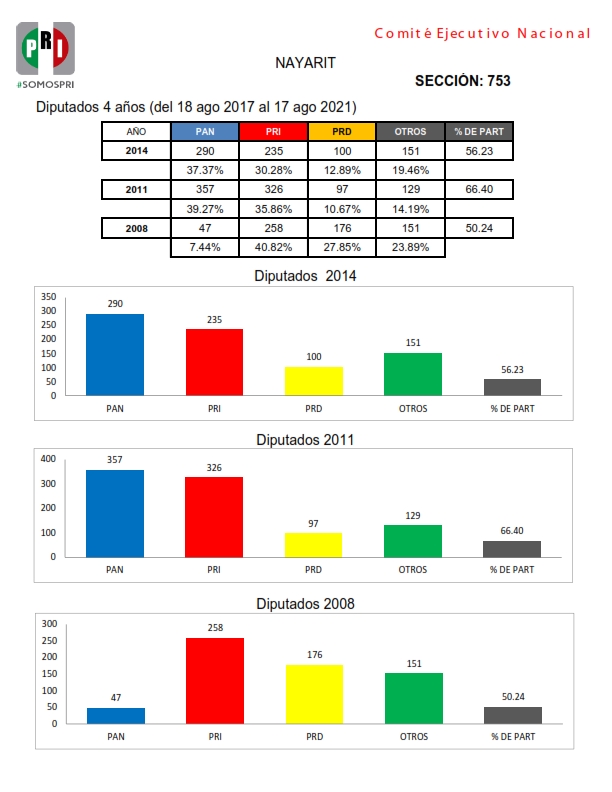 Comité Ejecutivo Nacional
PRI
#SOMOSPRI
NAYARIT
SECCIÓN: 753
Diputados 4 años (del 18 ago 2017 al 17 ago 2021)
AÑO PAN PRI PRD OTROS % DE PART
2014 290 235 100 151 56.23
37.37% 30.28% 12.89% 19.46%
2011 357 326 97 129 66.40
39.27% 35.86% 10.67% 14.19%
2008 47 258 176 151 50.24
7.44% 40.82% 27.85% 23.89%
Diputados 2014
350
300
250
200
150
100
50
0
290
235
100
151
56.23
PAN PRI PRD OTROS % DE PART
Diputados 2011
400
300
200
100
0
357
326
97
129
66.40
PAN PRI PRD OTROS % DE PART
Diputados 2008
300
250
200
150
100
50
0
47
258
176
151
50.24
PAN PRI PRD OTROS % DE PART